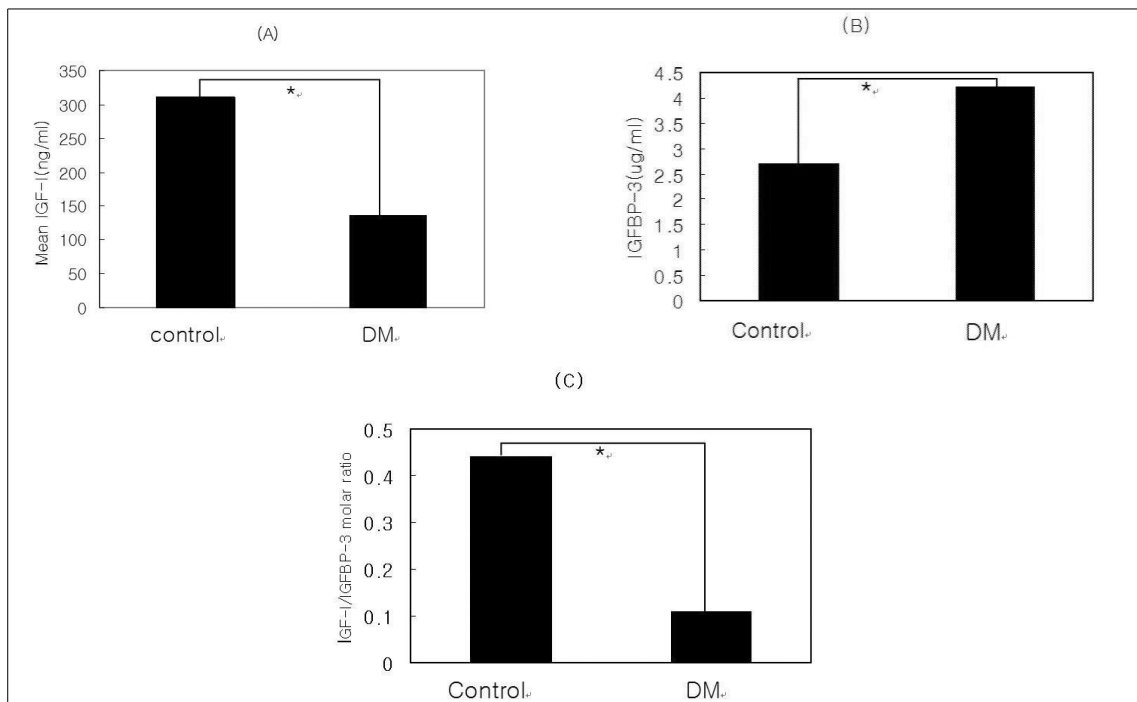 (A)
Mean IGF-I(ng/ml)
350
300
250
200
150
100
50
0
*
control
DM
(B)
IGFBP-3(ug/ml)
4.5
4
3.5
3
2.5
2
1.5
1
0.5
0
*
Control
DM
(C)
IGF-I/IGFBP-3 molar ratio
0.5
0.4
0.3
0.2
0.1
0
*
Control
DM